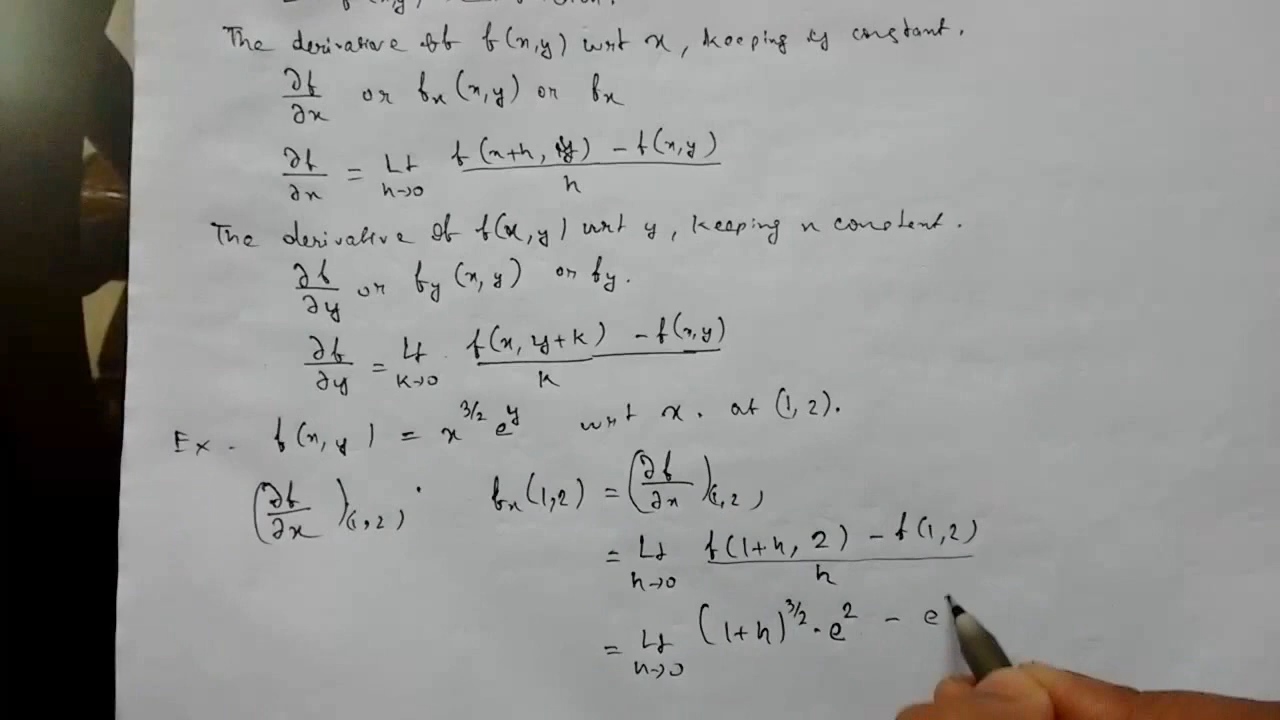 The derivative of f(x,y) wrt x, keeping y constant.
∂f/∂x or fx(x,y) or fx
∂f/∂x = Lt h→0 f(x+h, y) - f(x,y) / h
The derivative of f(x,y) wrt y, keeping x constant.
∂f/∂y or fy(x,y) or fy.
∂f/∂y = Lt k→0 f(x, y+k) - f(x,y) / k
Ex. f(x,y) = x^3/2 e^y wrt x. at (1,2).
(∂f/∂x)(1,2) . fx(1,2) = (∂f/∂x)(1,2)
= Lt h→0 f(1+h, 2) - f(1,2) / h
= Lt h→0 (1+h)^3/2 . e^2 - e